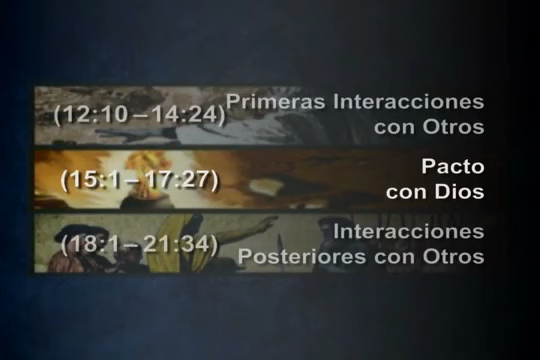 (12:10 – 14:24) Primeras Interacciones
con Otros
(15:1 – 17:27) Pacto
con Dios
(18:1 – 21:34) Interacciones
Posteriores con Otros